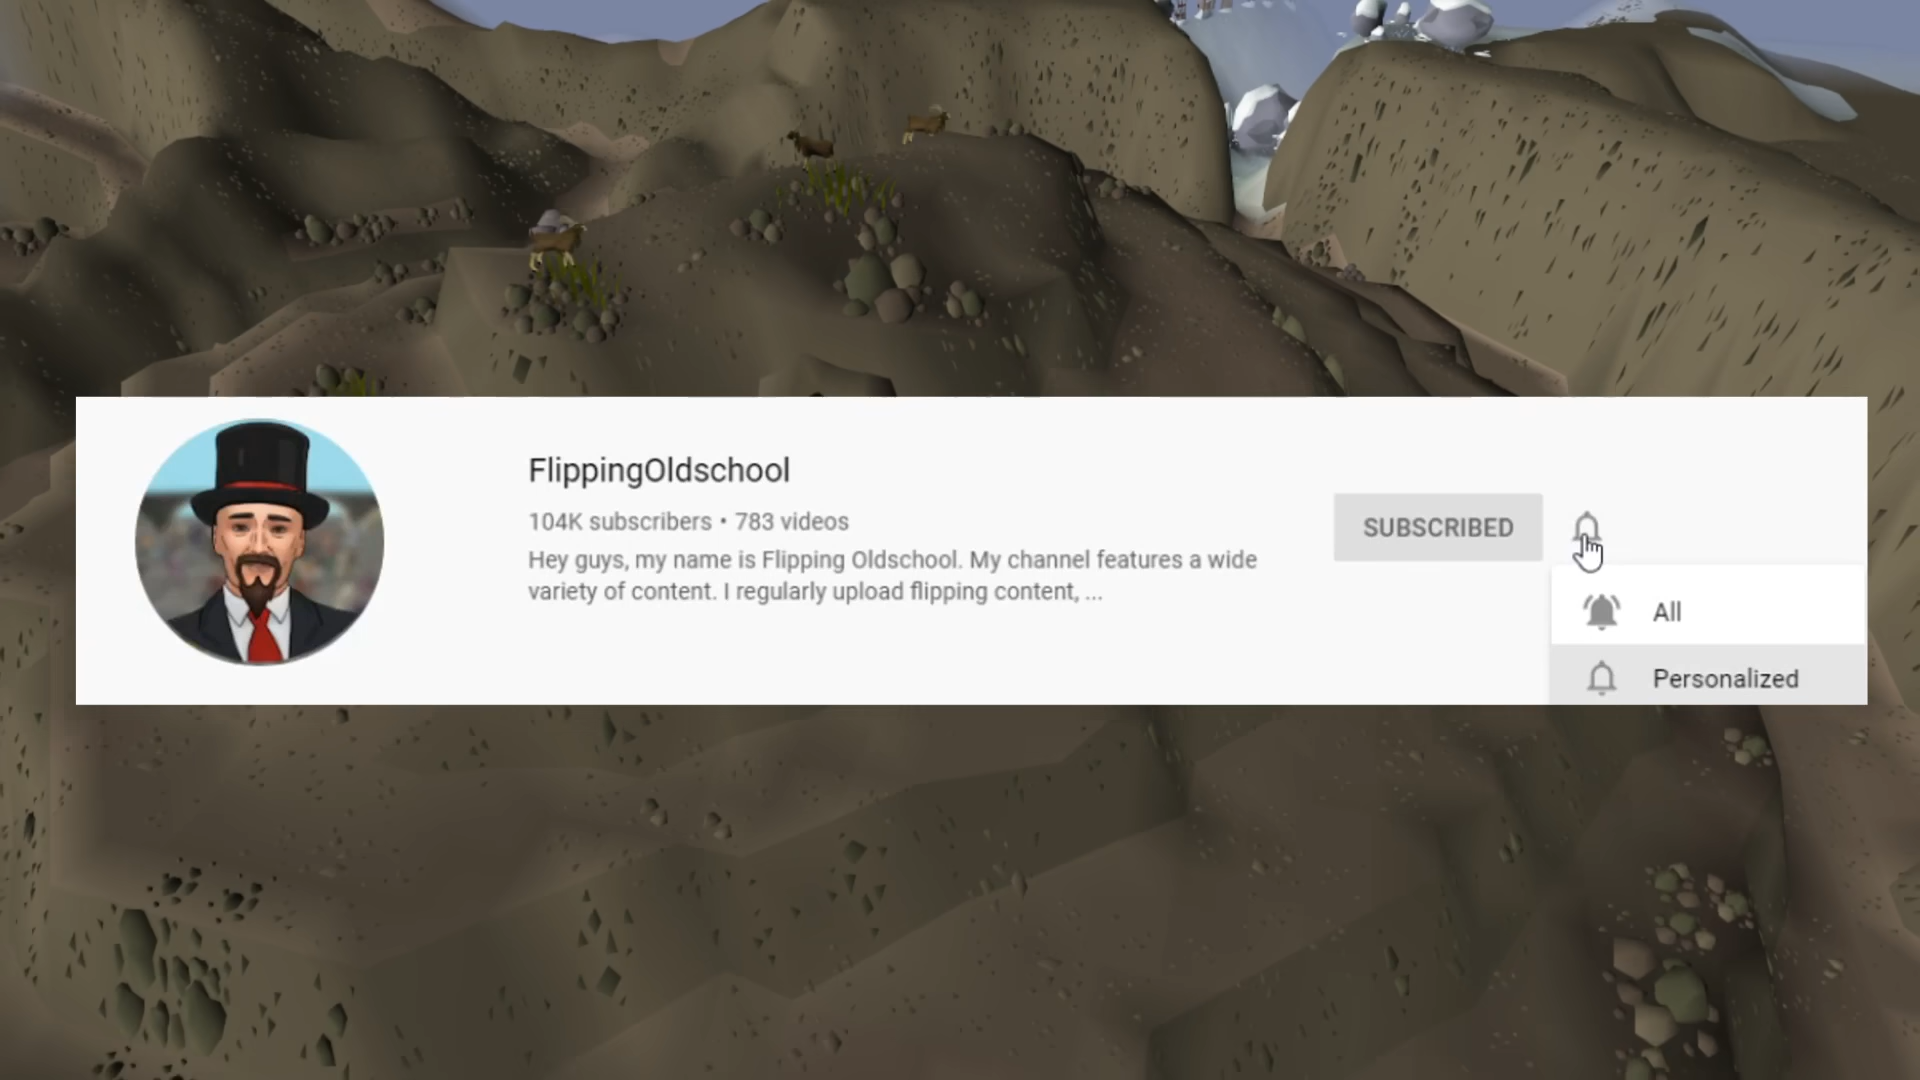 FlippingOldschool
104K subscribers • 783 videos
Hey guys, my name is Flipping Oldschool. My channel features a wide
variety of content. I regularly upload flipping content, ...
SUBSCRIBED
All
Personalized